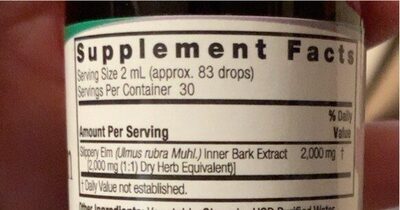 Supplement Facts
Serving Size 2 mL (approx. 83 drops)
Servings Per Container 30
% Daily
Amount Per Serving Value
Slippery Elm (Ulmus rubra Muhl.) Inner Bark Extract 2,000 mg †
[2,000 mg (1:1) Dry Herb Equivalent)]
† Daily Value not established.